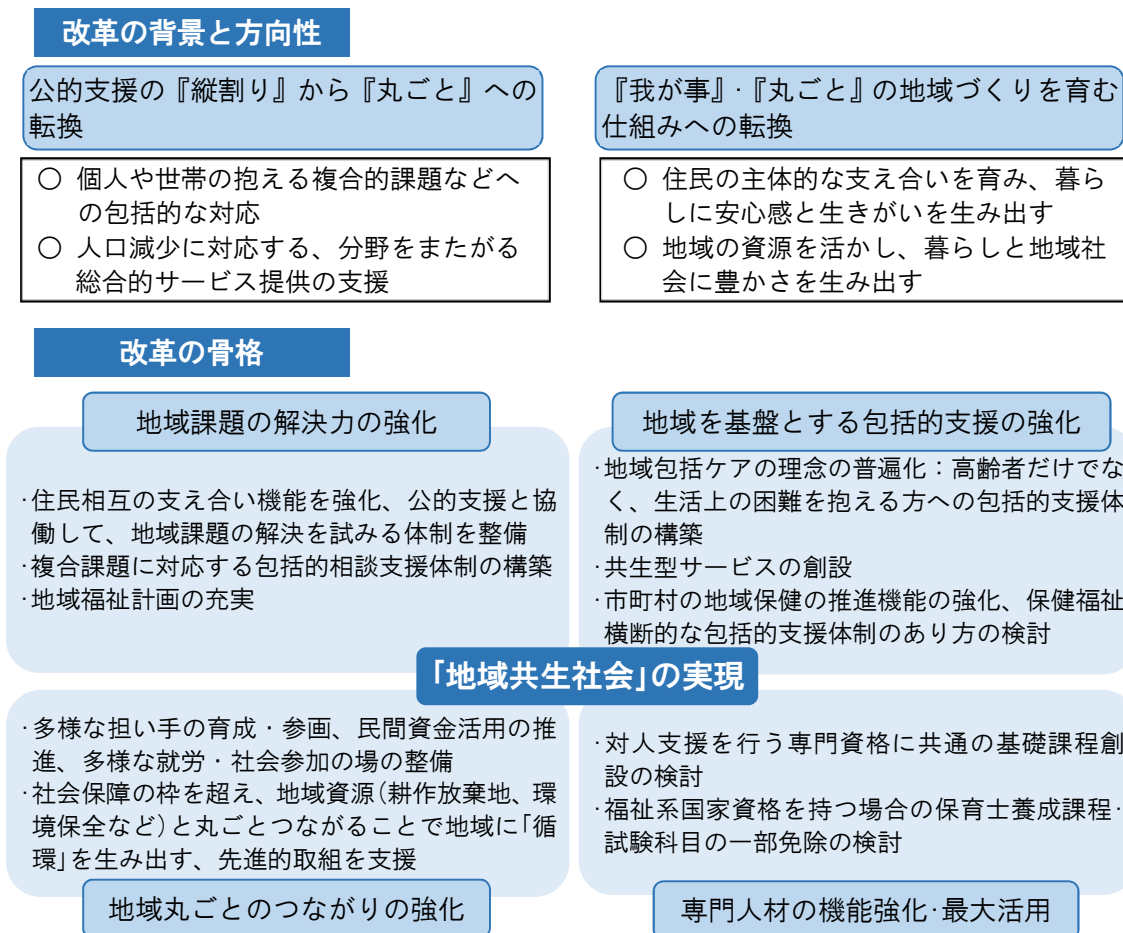 改革の背景と方向性
公的支援の『縦割り』から『丸ごと』への
転換
○ 個人や世帯の抱える複合的課題などへ
の包括的な対応
○ 人口減少に対応する、分野をまたがる
総合的サービス提供の支援
『我が事』·『丸ごと』の地域づくりを育む
仕組みへの転換
○ 住民の主体的な支え合いを育み、暮ら
しに安心感と生きがいを生み出す
○ 地域の資源を活かし、暮らしと地域社
会に豊かさを生み出す
改革の骨格
地域課題の解決力の強化
·住民相互の支え合い機能を強化、公的支援と協
働して、地域課題の解決を試みる体制を整備
·複合課題に対応する包括的相談支援体制の構築
·地域福祉計画の充実
地域を基盤とする包括的支援の強化
·地域包括ケアの理念の普遍化：高齢者だけでな
く、生活上の困難を抱える方への包括的支援体
制の構築
·共生型サービスの創設
·市町村の地域保健の推進機能の強化、保健福祉
横断的な包括的支援体制のあり方の検討
「地域共生社会」の実現
·多様な担い手の育成·参画、民間資金活用の推
進、多様な就労·社会参加の場の整備
·社会保障の枠を超え、地域資源(耕作放棄地、環
境保全など)と丸ごとつながることで地域に「循
環」を生み出す、先進的取組を支援
地域丸ごとのつながりの強化
·対人支援を行う専門資格に共通の基礎課程創
設の検討
·福祉系国家資格を持つ場合の保育士養成課程·
試験科目の一部免除の検討
専門人材の機能強化·最大活用